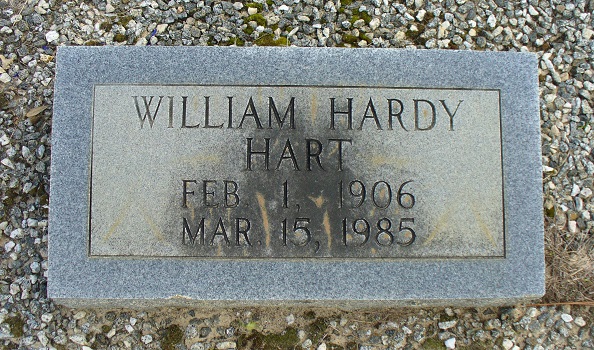 WILLIAM HARDY
HART
FEB. 1, 1906
MAR. 15, 1985